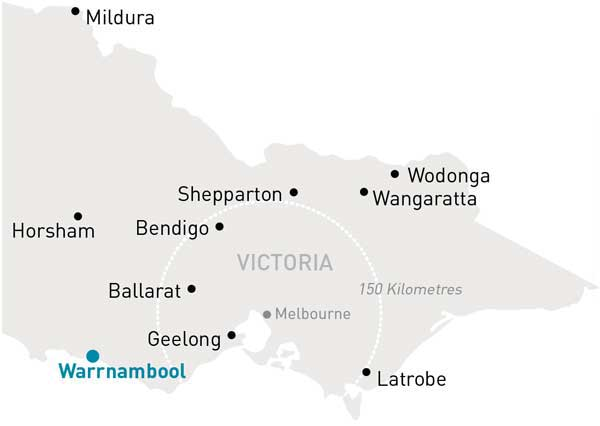 Mildura
Wodonga
Shepparton
Wangaratta
Horsham
Bendigo
VICTORIA
Ballarat
150 Kilometres
Melbourne
Geelong
Warrnambool
Latrobe